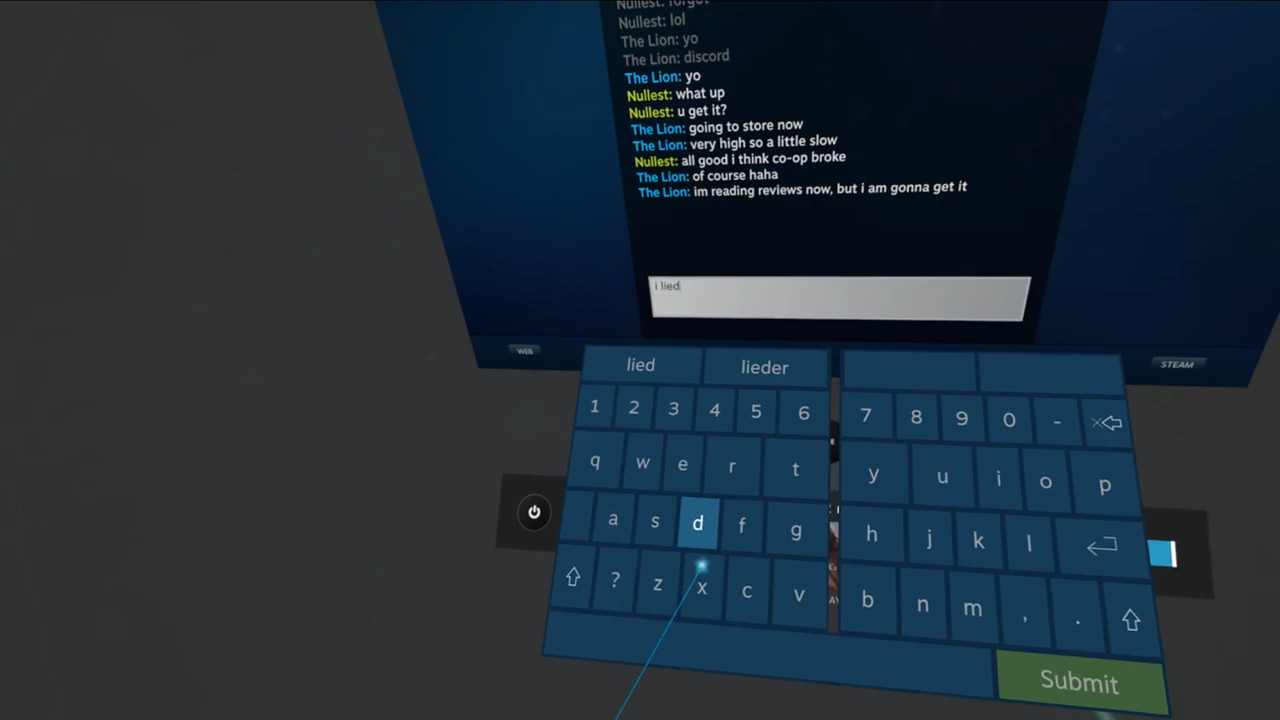 Nullest: forgot
Nullest: lol
The Lion: yo
The Lion: discord
The Lion: yo
Nullest: what up
Nullest: u get it?
The Lion: going to store now
The Lion: very high so a little slow
Nullest: all good i think co-op broke
The Lion: of course haha
The Lion: im reading reviews now, but i am gonna get it
i lied
WEB
STEAM
lied lieder
1 2 3 4 5 6 7 8 9 0 -
q w e r t y u i o p
a s d f g h j k l
? z x c v b n m , .
Submit